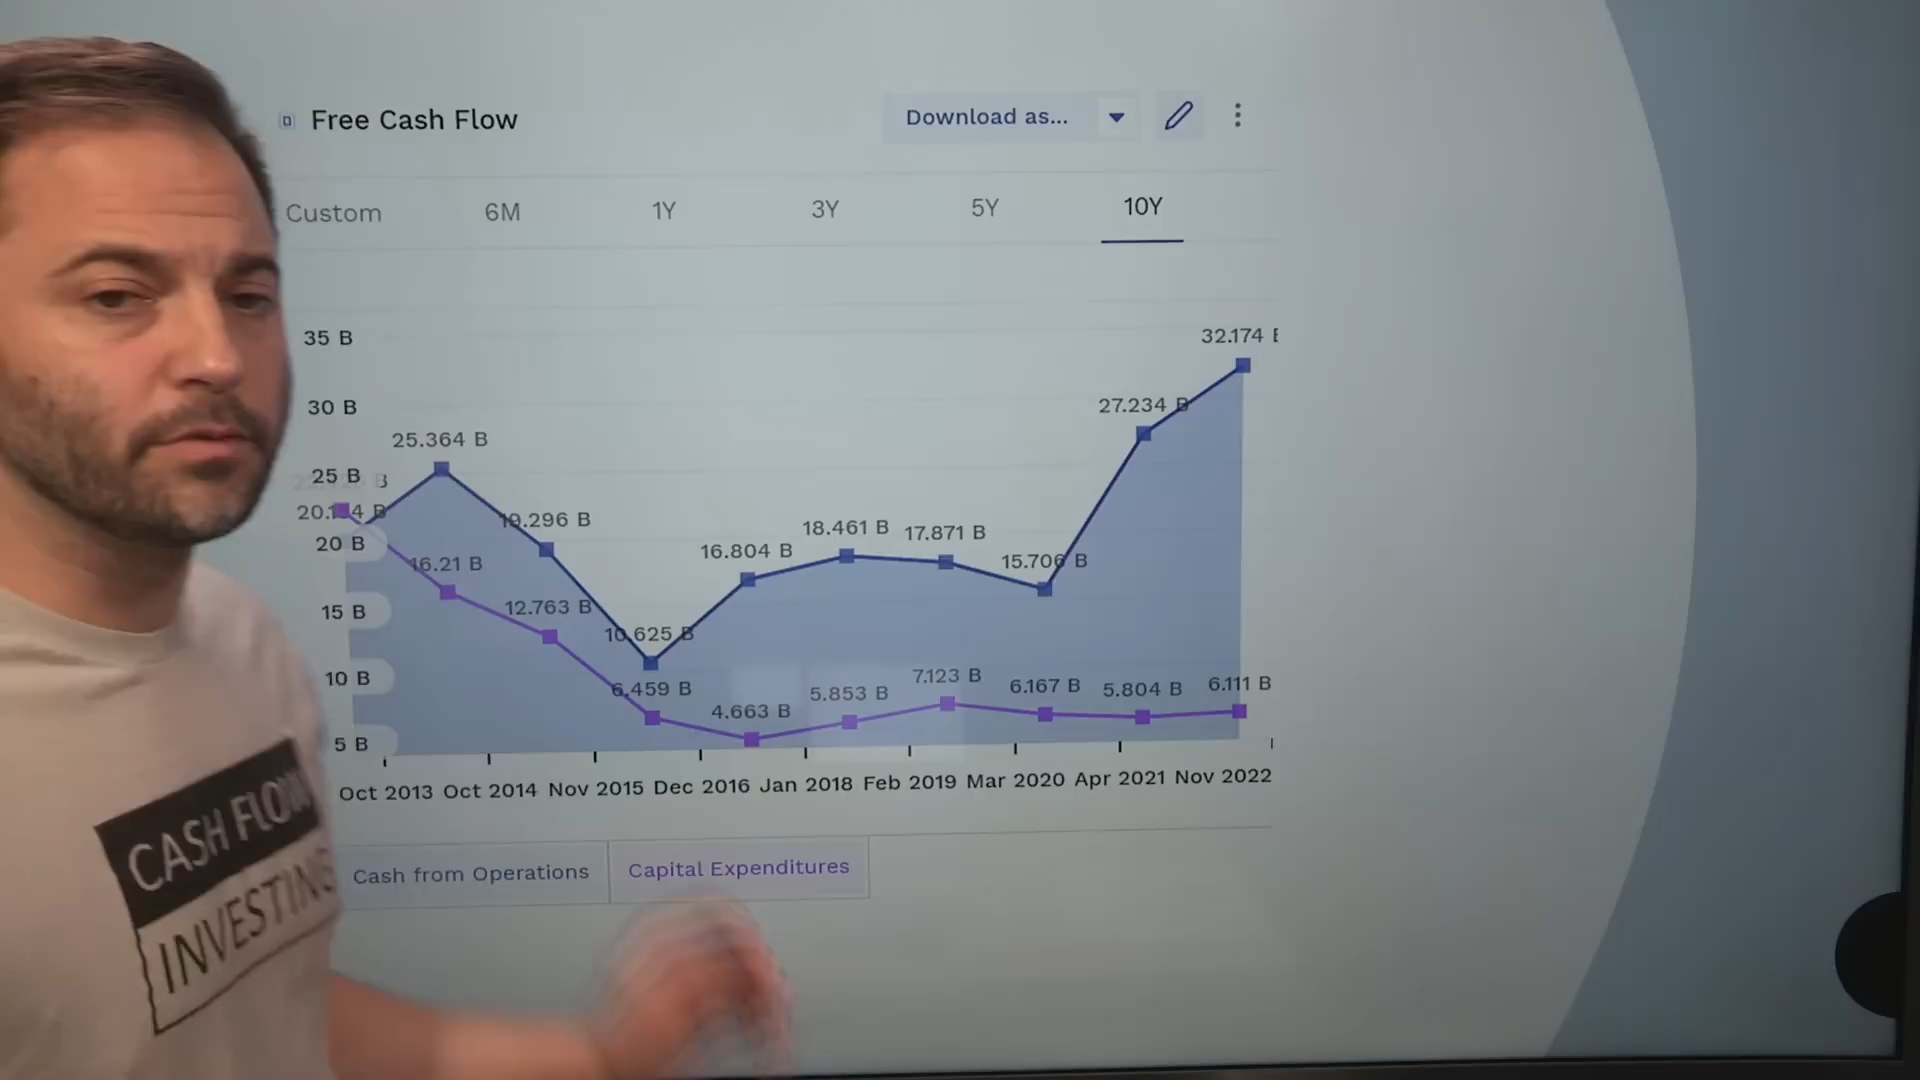 Free Cash Flow
Download as...
Custom 6M 1Y 3Y 5Y 10Y
35 B
30 B
25 B
20 B
15 B
10 B
5 B
25.364 B
19.296 B
10.625 B
16.804 B
18.461 B
17.871 B
15.706 B
27.234 B
32.174
16.21 B
12.763 B
6.459 B
4.663 B
5.853 B
7.123 B
6.167 B
5.804 B
6.111 B
Oct 2013 Oct 2014 Nov 2015 Dec 2016 Jan 2018 Feb 2019 Mar 2020 Apr 2021 Nov 2022
Cash from Operations Capital Expenditures
CASH FLOW
INVESTING